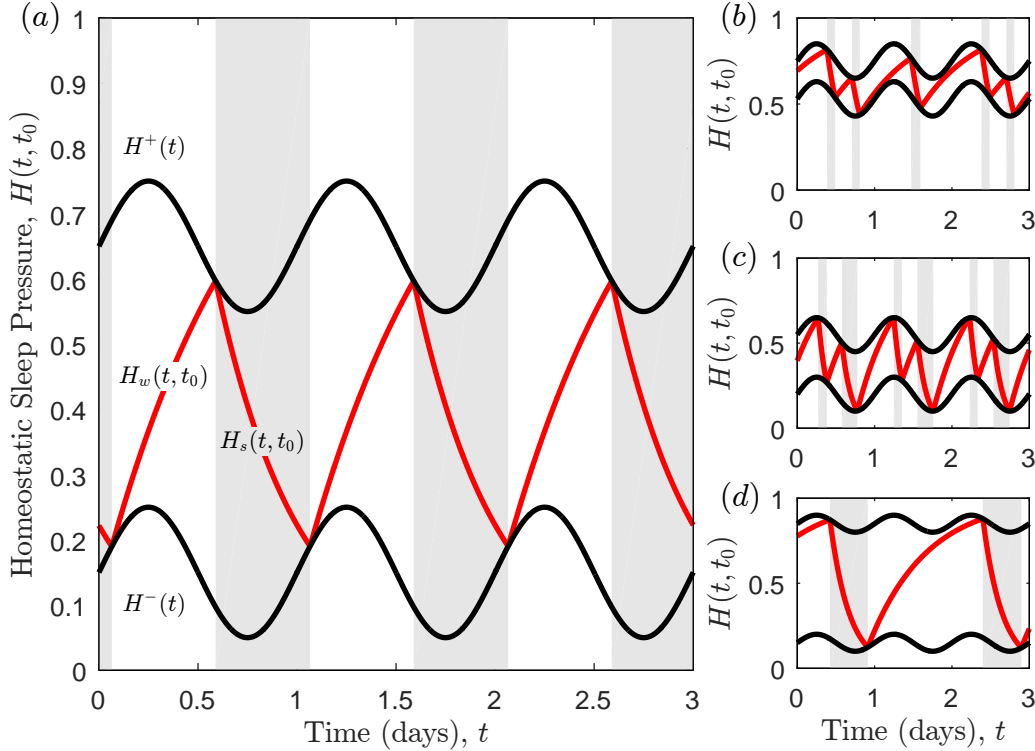 (a)
Homeostatic Sleep Pressure, H(t, t₀)
1
0.9
0.8
0.7
0.6
0.5
0.4
0.3
0.2
0.1
0
H⁺(t)
H_w(t, t₀)
H_s(t, t₀)
H⁻(t)
0 0.5 1 1.5 2 2.5 3
Time (days), t
(b)
H(t, t₀)
1
0.5
0
0 1 2 3
(c)
H(t, t₀)
1
0.5
0
0 1 2 3
(d)
H(t, t₀)
1
0.5
0
0 1 2 3
Time (days), t